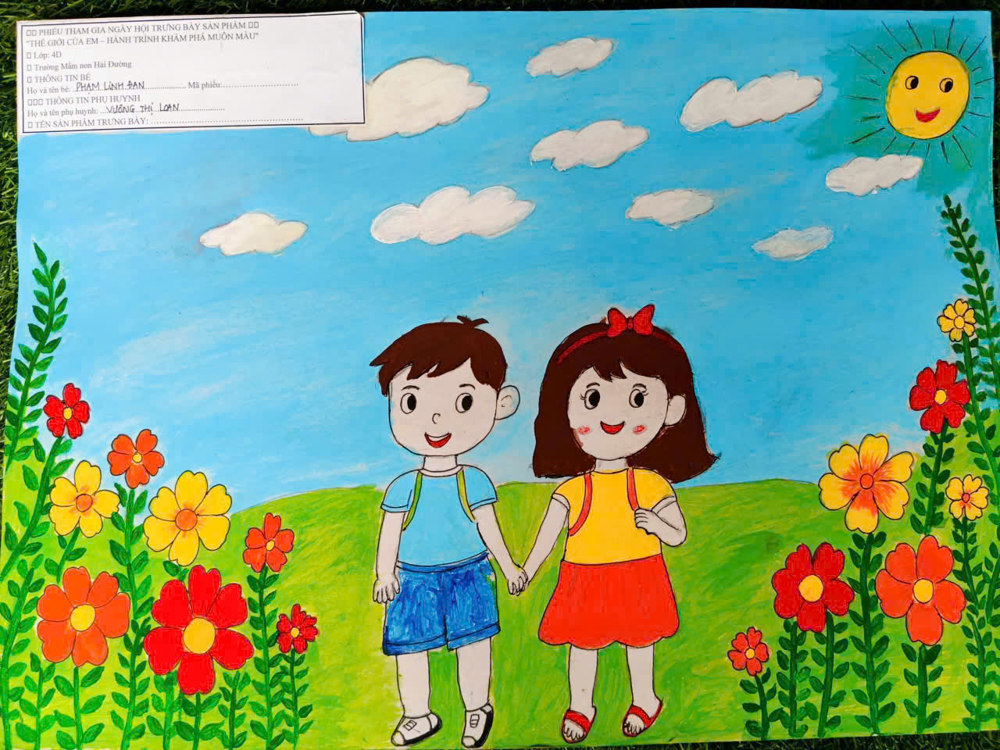 PHIẾU THAM GIA NGÀY HỘI TRƯNG BÀY SẢN PHẨM
"THẾ GIỚI CỦA EM – HÀNH TRÌNH KHÁM PHÁ MUÔN MÀU"
Lớp: 4D
Trường Mầm non Hải Đường
THÔNG TIN BÉ
Họ và tên bé: PHẠM LINH ĐAN Mã phiếu:
THÔNG TIN PHỤ HUYNH
Họ và tên phụ huynh: VƯƠNG THỊ LOAN
TÊN SẢN PHẨM TRƯNG BÀY: